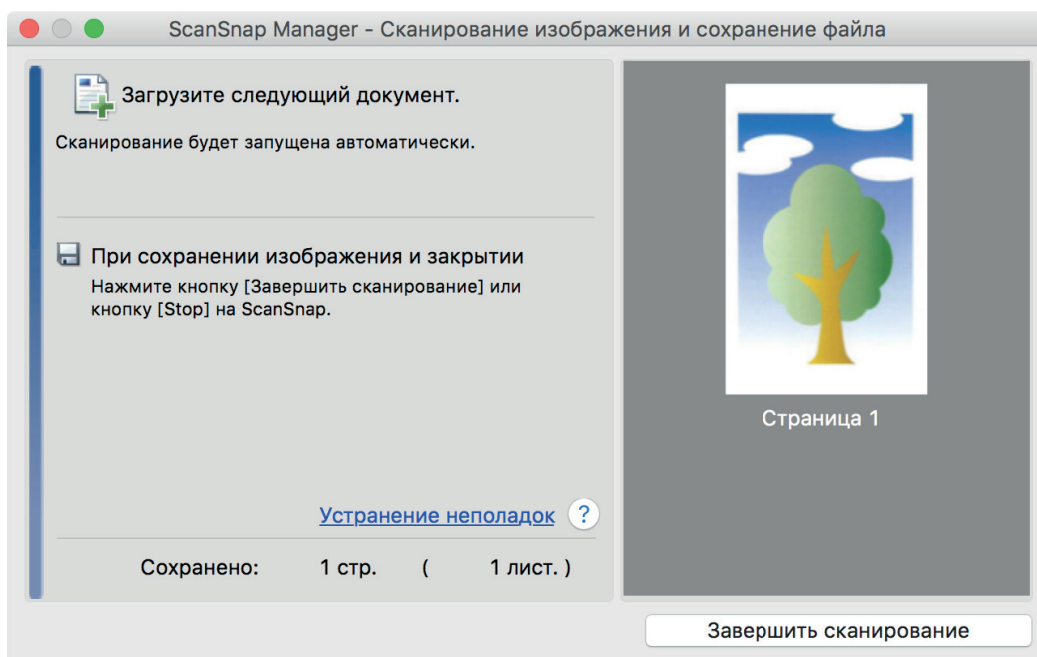 ScanSnap Manager - Сканирование изображения и сохранение файла
Загрузите следующий документ.
Сканирование будет запущена автоматически.
При сохранении изображения и закрытии
Нажмите кнопку [Завершить сканирование] или
кнопку [Stop] на ScanSnap.
Устранение неполадок ?
Сохранено: 1 стр. ( 1 лист. )
Страница 1
Завершить сканирование